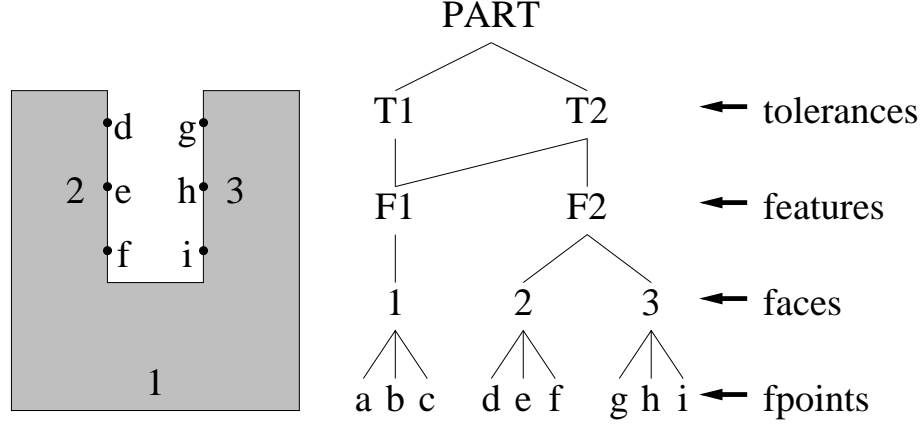 PART
T1 T2 tolerances
d g
2 e h 3
F1 F2 features
f i
1 2 3 faces
1
a b c d e f g h i fpoints